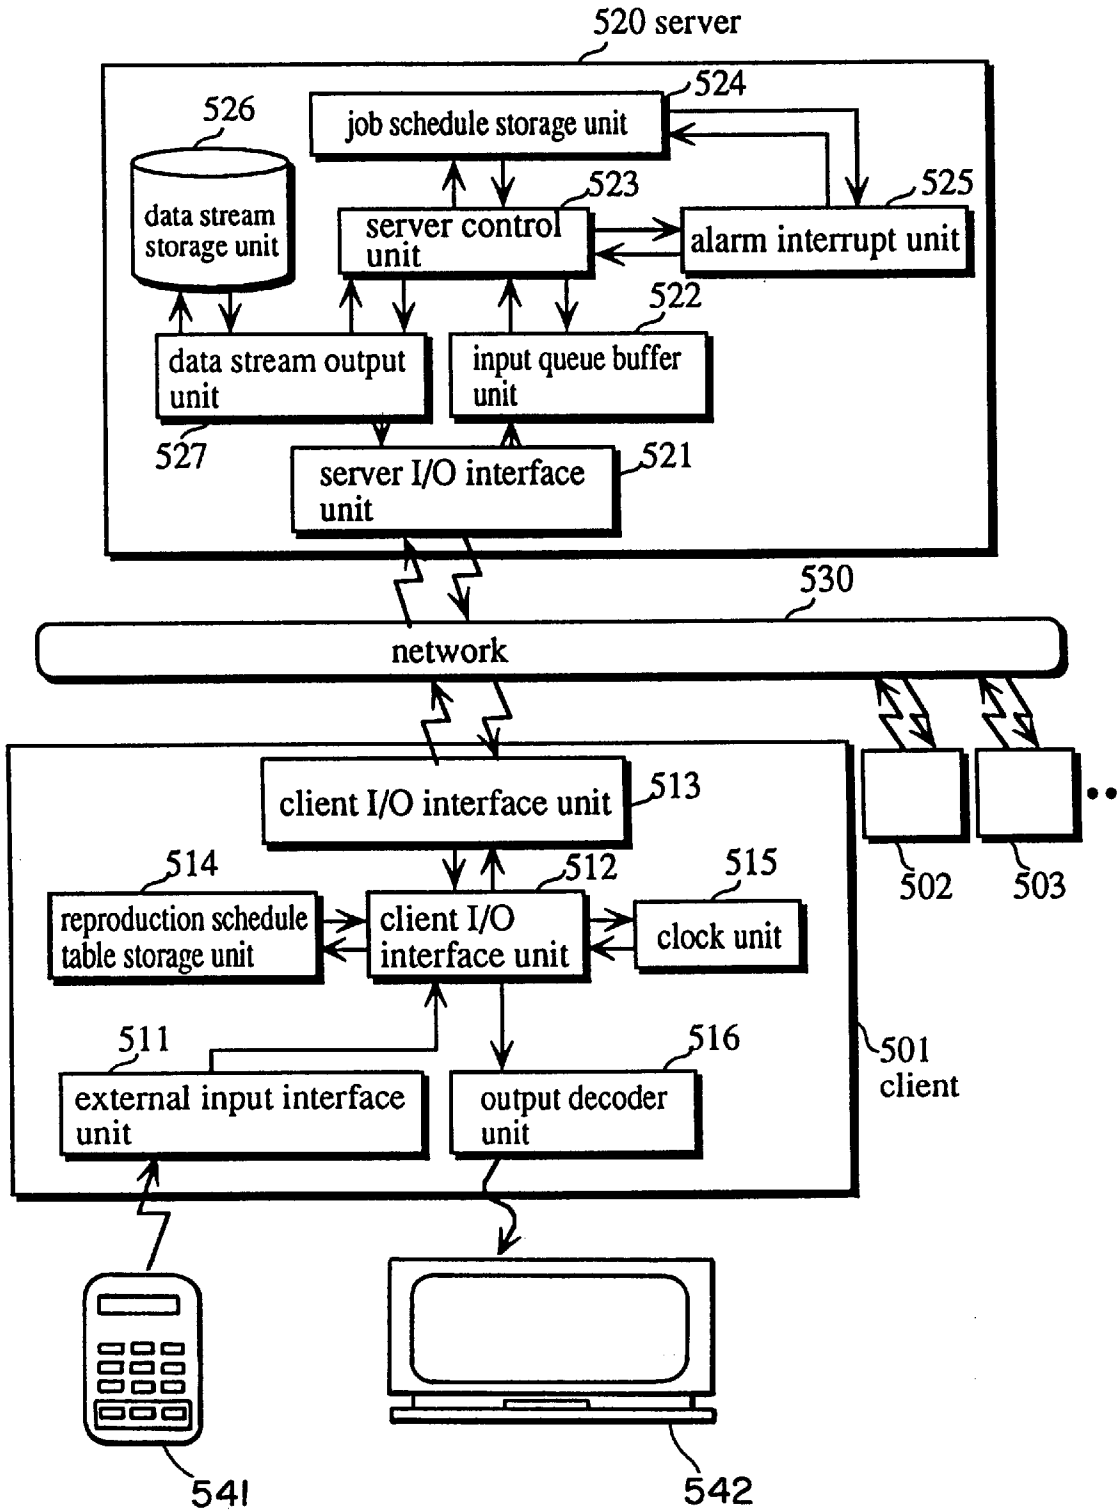 520 server
524
job schedule storage unit
526
data stream
storage unit
523
server control
unit
525
alarm interrupt unit
522
data stream output
unit
input queue buffer
unit
527
521
server I/O interface
unit
530
network
client I/O interface unit
513
502
503
514
512
515
reproduction schedule
table storage unit
client I/O
interface unit
clock unit
511
516
501
client
external input interface
unit
output decoder
unit
541
542